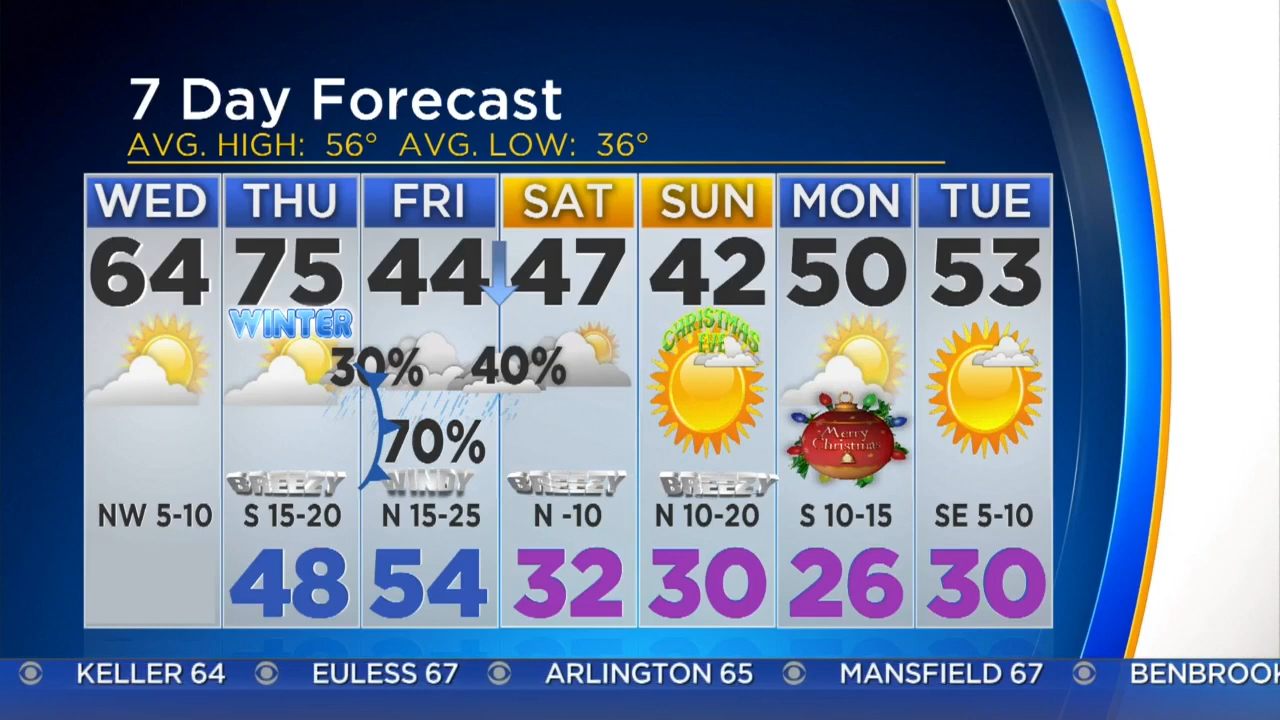 7 Day Forecast
AVG. HIGH: 56° AVG. LOW: 36°
WED THU FRI SAT SUN MON TUE
64 75 44 47 42 50 53
WINTER
CHRISTMAS
EVE
30% 40%
70%
Merry
Christmas
BREEZY WINDY BREEZY BREEZY
NW 5-10 S 15-20 N 15-25 N -10 N 10-20 S 10-15 SE 5-10
48 54 32 30 26 30
KELLER 64 EULESS 67 ARLINGTON 65 MANSFIELD 67 BENBROOK